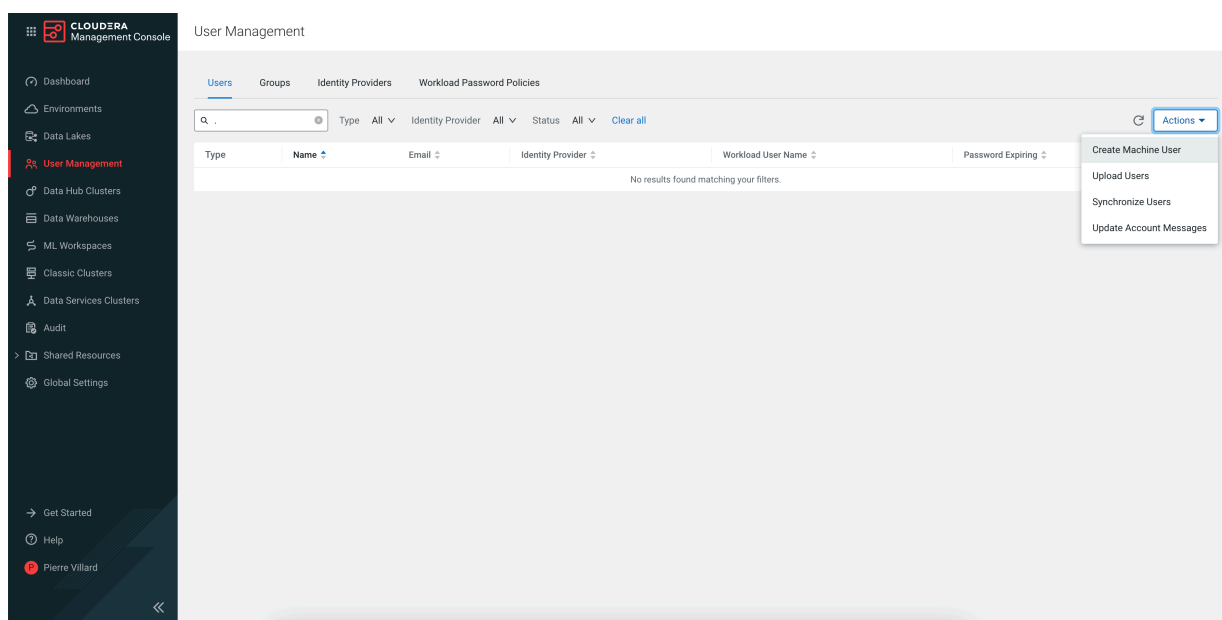 CLOUDERA
Management Console
User Management
Dashboard
Environments
Data Lakes
User Management
Data Hub Clusters
Data Warehouses
ML Workspaces
Classic Clusters
Data Services Clusters
Audit
Shared Resources
Global Settings
Get Started
Help
P Pierre Villard
Users Groups Identity Providers Workload Password Policies
. Type All Identity Provider All Status All Clear all Actions
Type Name Email Identity Provider Workload User Name Password Expiring
No results found matching your filters.
Create Machine User
Upload Users
Synchronize Users
Update Account Messages